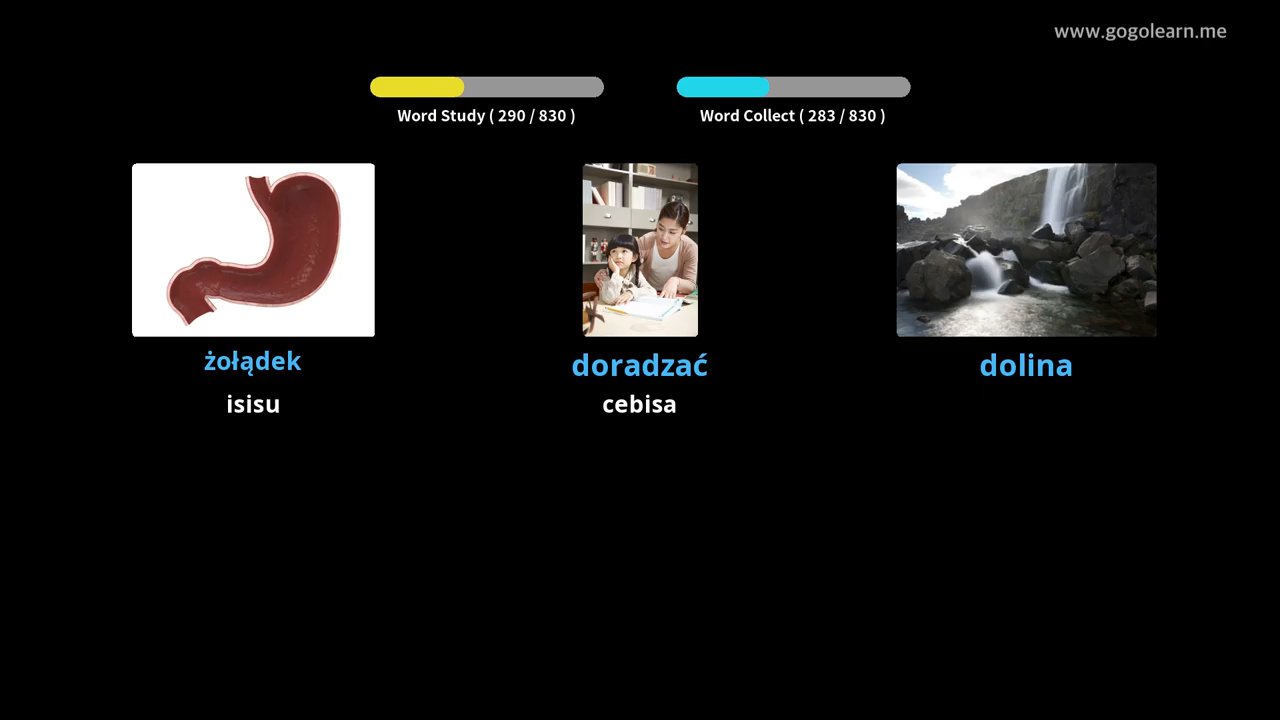 www.gogolearn.me
Word Study ( 290 / 830 )
Word Collect ( 283 / 830 )
żołądek
doradzać
dolina
isisu
cebisa